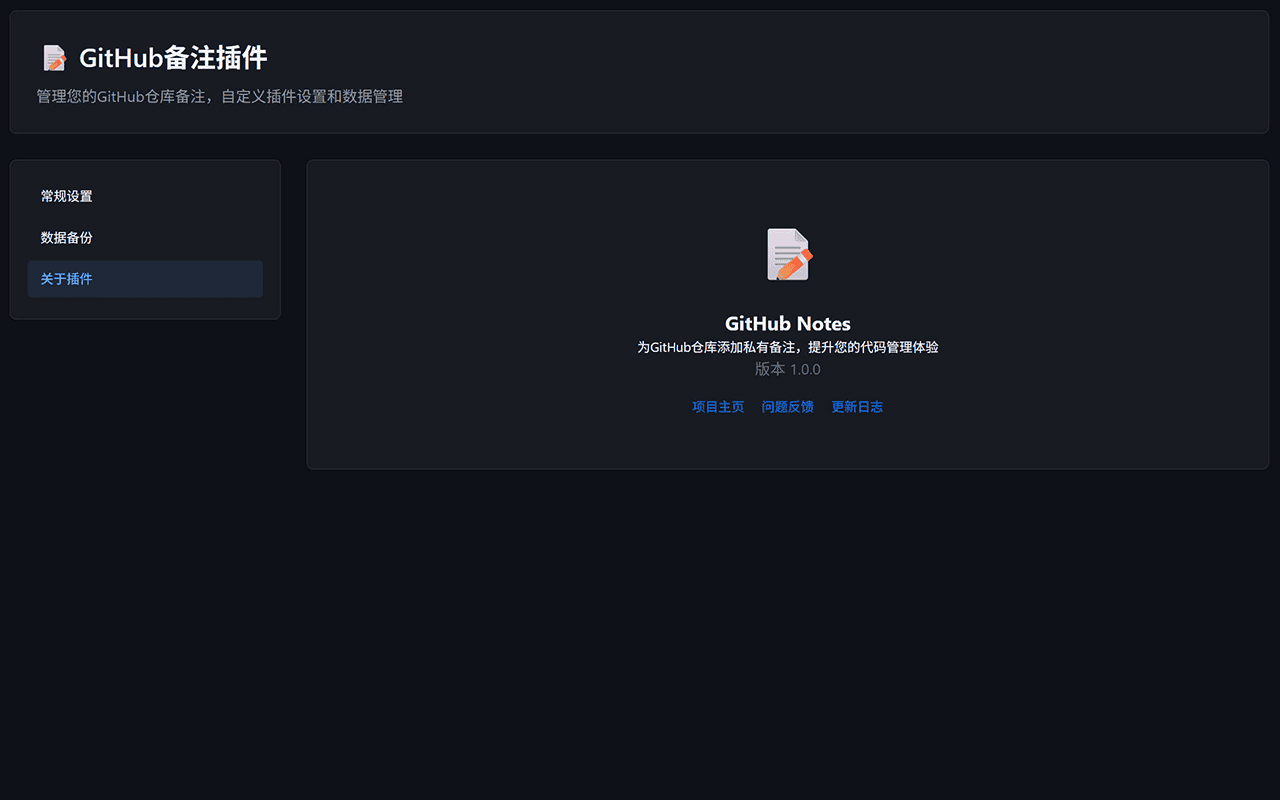 GitHub备注插件
管理您的GitHub仓库备注，自定义插件设置和数据管理
常规设置
数据备份
关于插件
GitHub Notes
为GitHub仓库添加私有备注，提升您的代码管理体验
版本 1.0.0
项目主页 问题反馈 更新日志